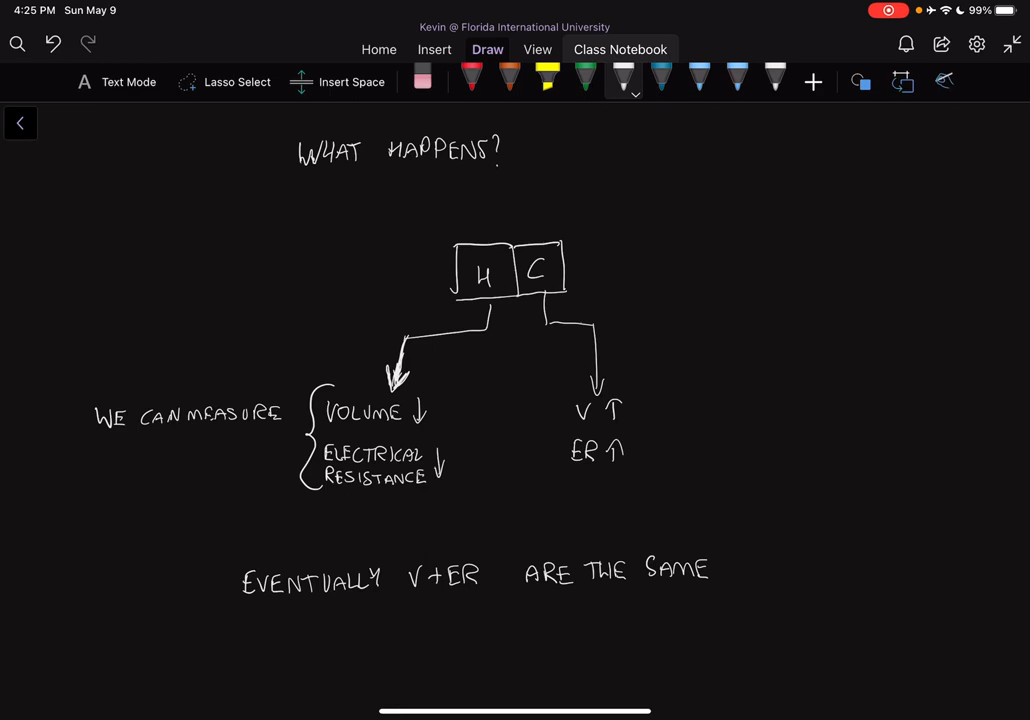 4:25 PM Sun May 9
99%
Kevin @ Florida International University
Home Insert Draw View Class Notebook
Text Mode Lasso Select Insert Space
WHAT HAPPENS?
H C
WE CAN MEASURE VOLUME ↓ V ↑
ELECTRICAL RESISTANCE ↓ ER ↑
EVENTUALLY V+ER ARE THE SAME